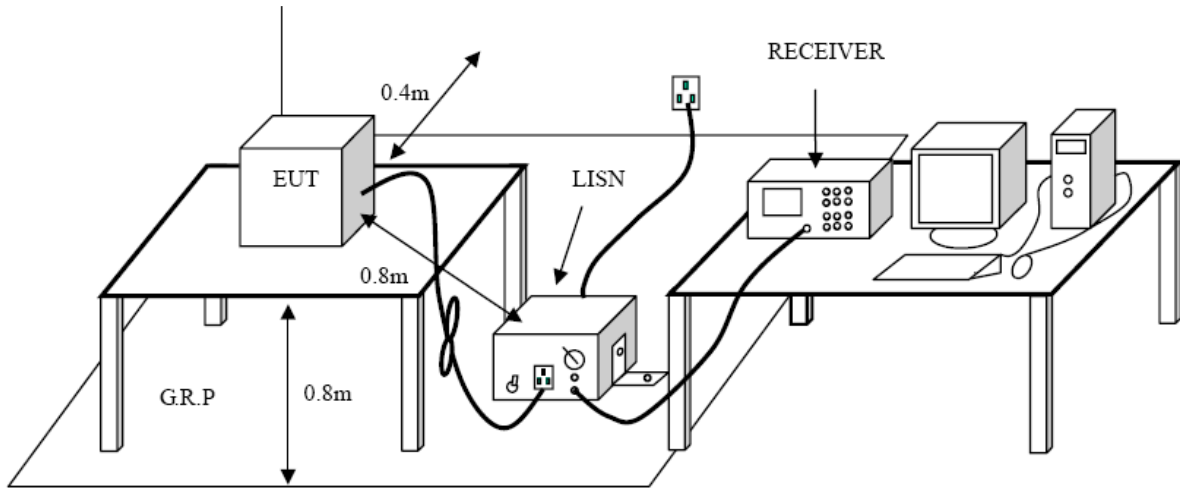 RECEIVER
0.4m
EUT
LISN
0.8m
G.R.P
0.8m